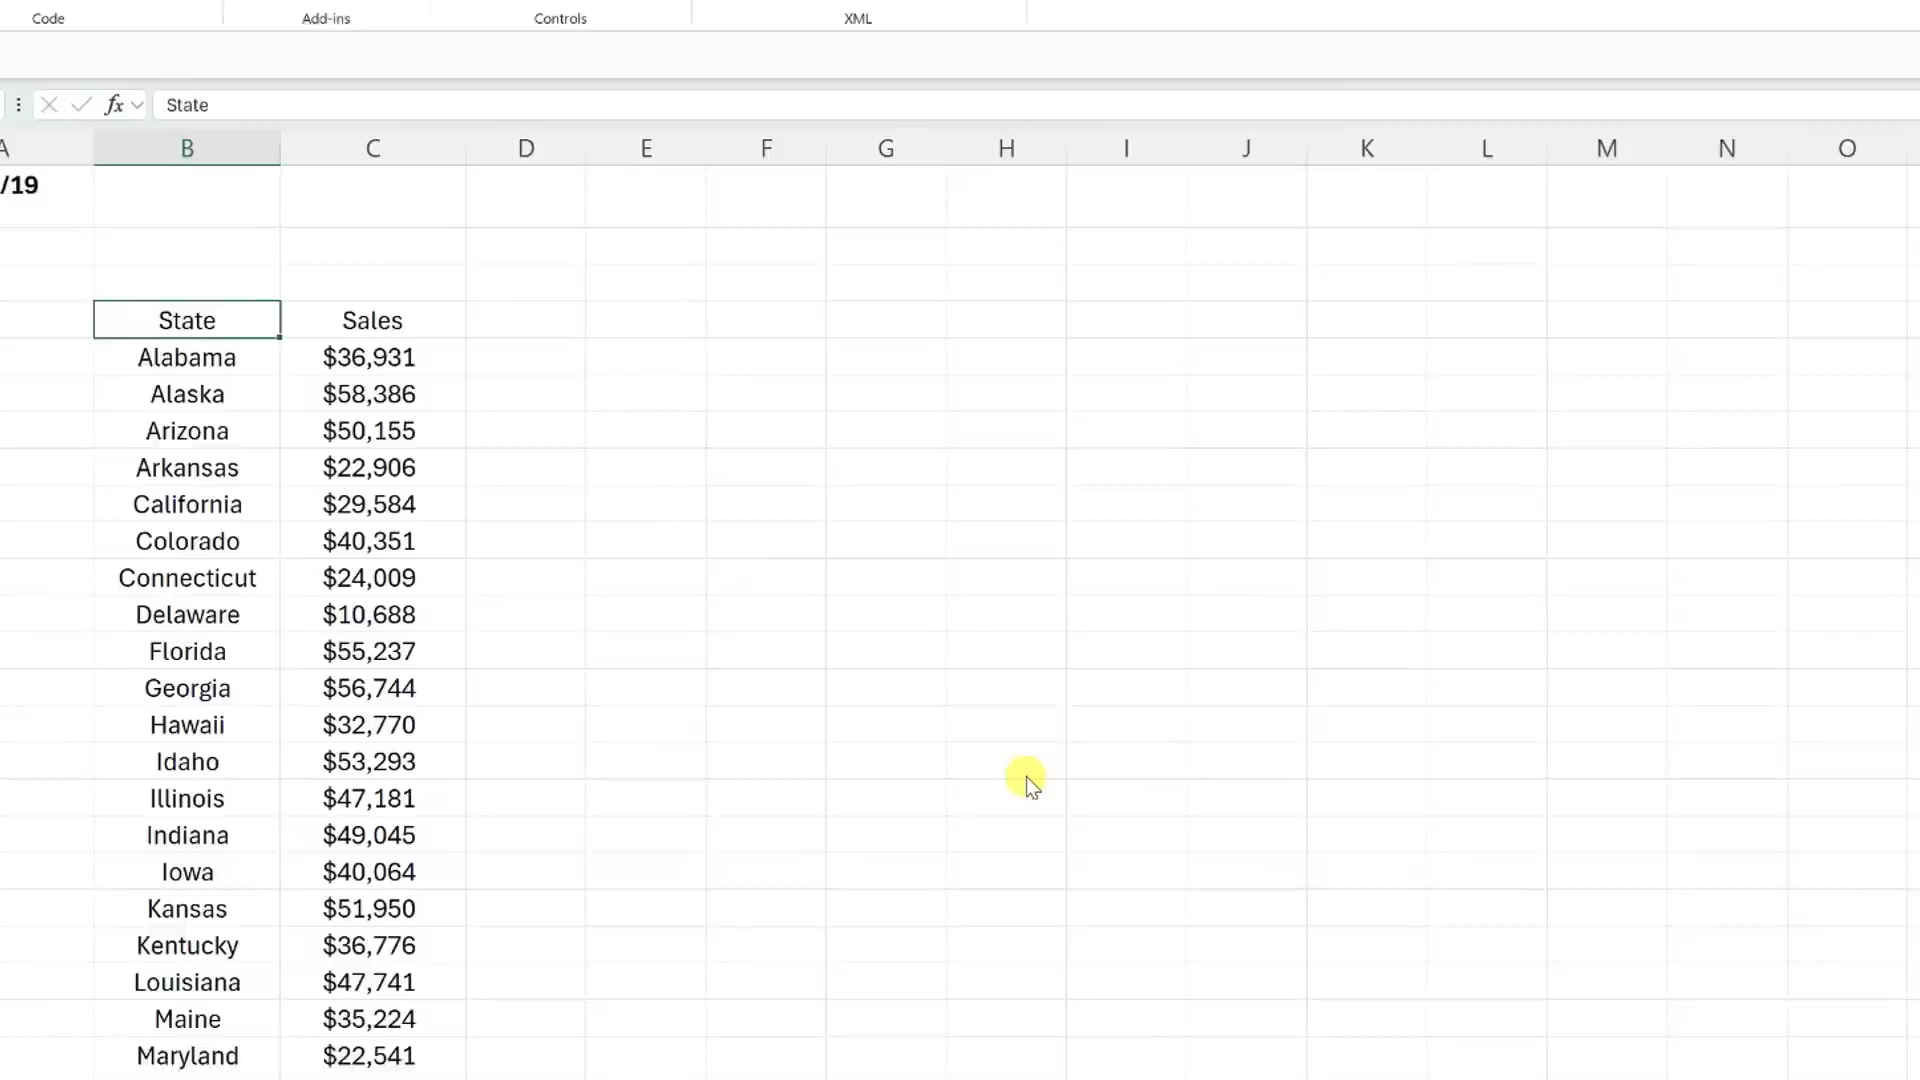 Code Add-ins Controls XML
fx State
A B C D E F G H I J K L M N O
/19
State Sales
Alabama $36,931
Alaska $58,386
Arizona $50,155
Arkansas $22,906
California $29,584
Colorado $40,351
Connecticut $24,009
Delaware $10,688
Florida $55,237
Georgia $56,744
Hawaii $32,770
Idaho $53,293
Illinois $47,181
Indiana $49,045
Iowa $40,064
Kansas $51,950
Kentucky $36,776
Louisiana $47,741
Maine $35,224
Maryland $22,541